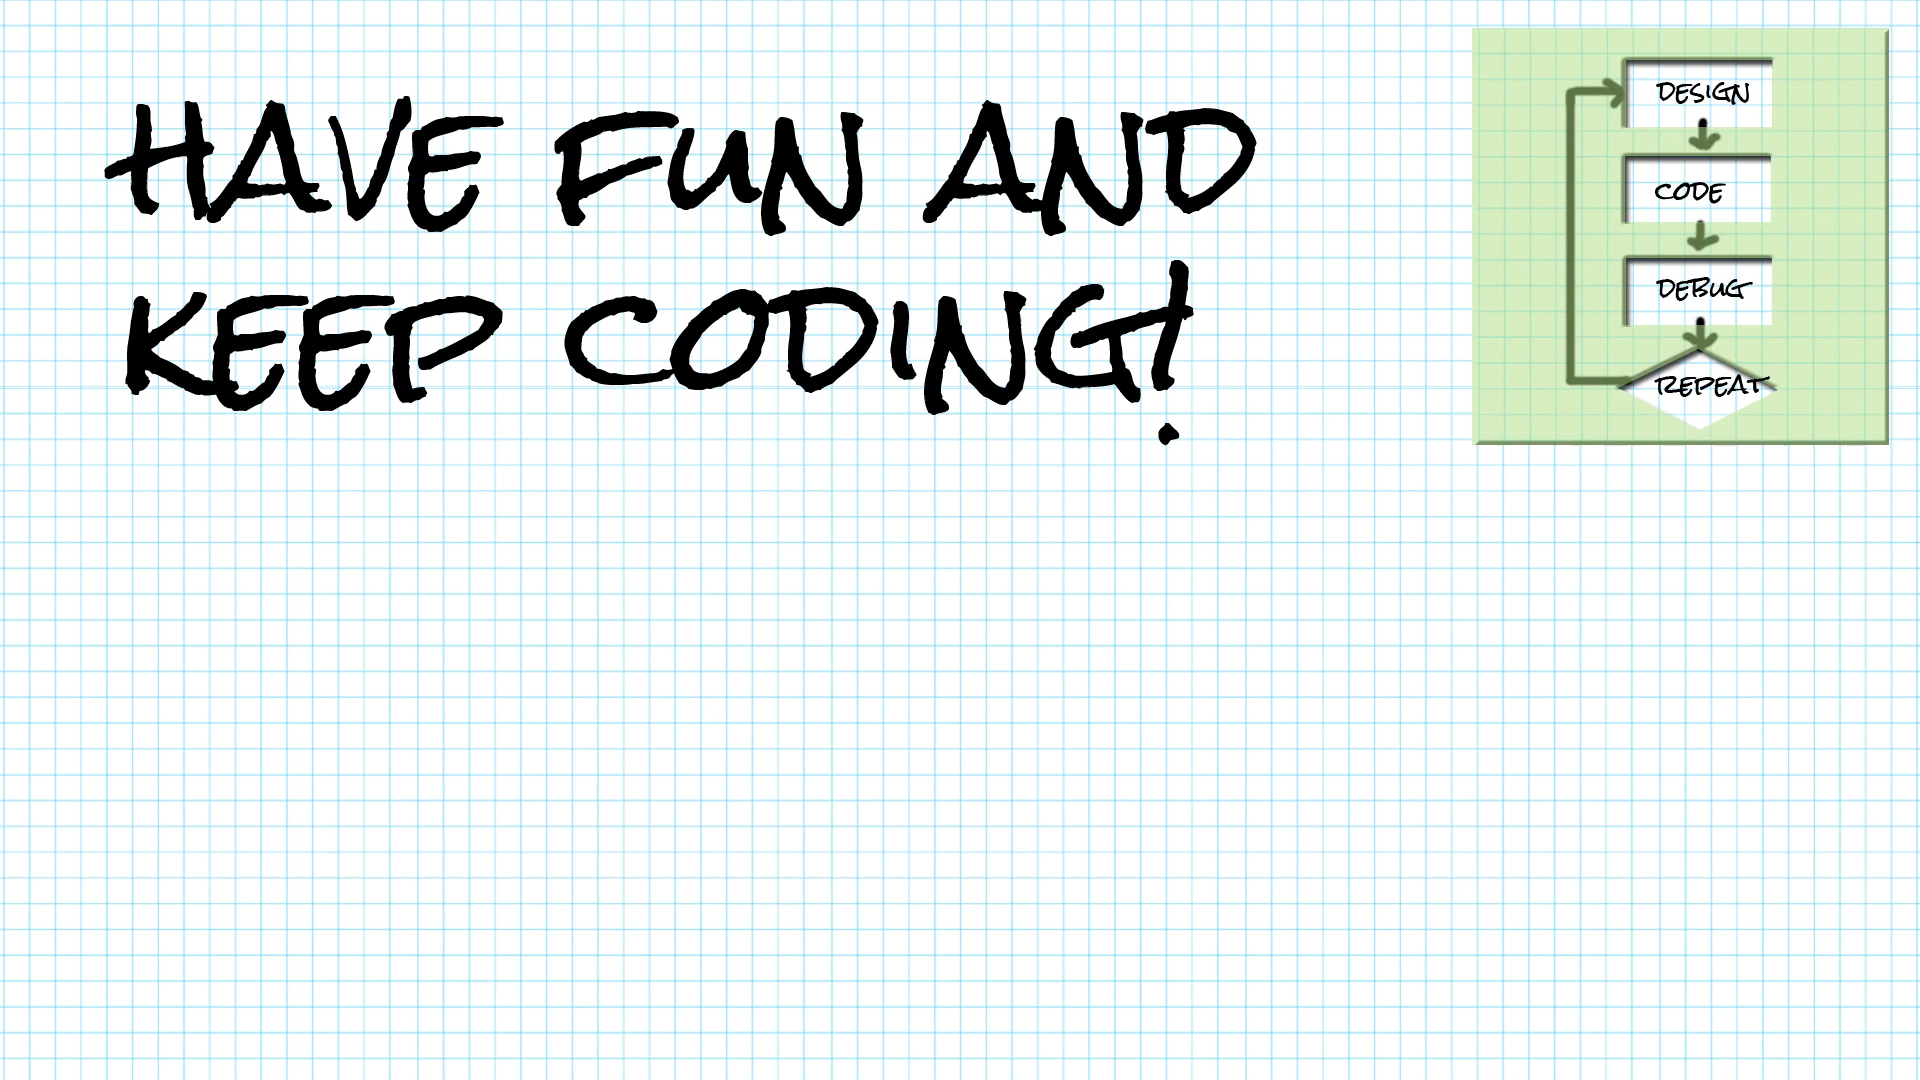 HAVE FUN AND
KEEP CODING!
DESIGN
CODE
DEBUG
REPEAT